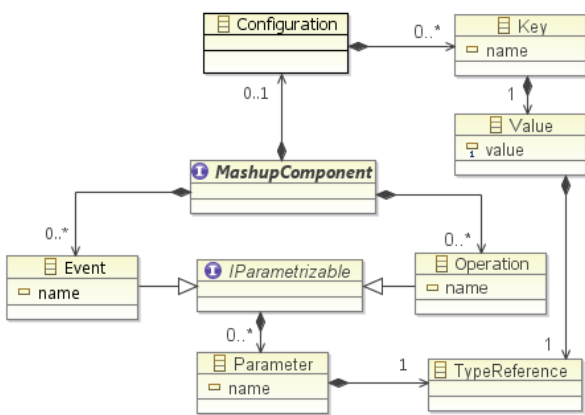 Configuration
0..*
Key
name
0..1
1
Value
value
I MashupComponent
0..*
0..*
Event
name
I IParametrizable
Operation
name
0..*
1
Parameter
name
1
TypeReference